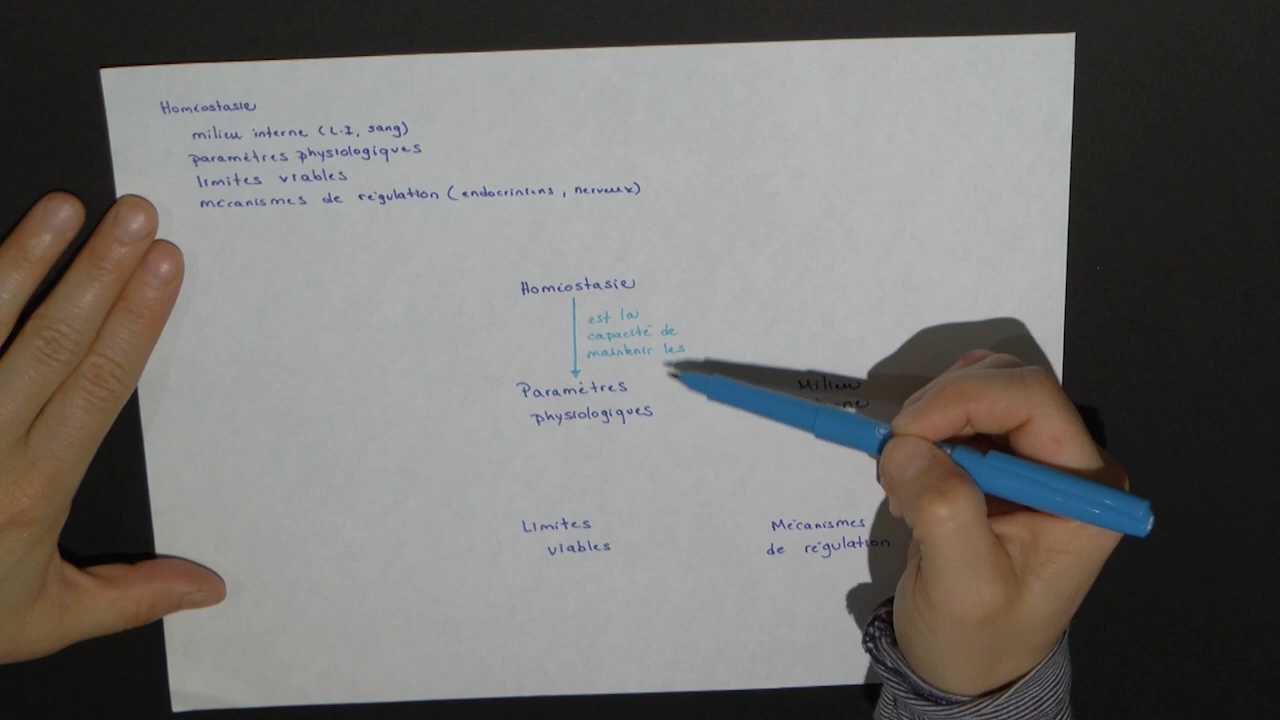 Homéostasie
milieu interne (L.I, sang)
paramètres physiologiques
limites viables
mécanismes de régulation (endocriniens, nerveux)
Homéostasie
est la
capacité de
maintenir les
Paramètres
physiologiques
Milieu
Limites
viables
Mécanismes
de régulation